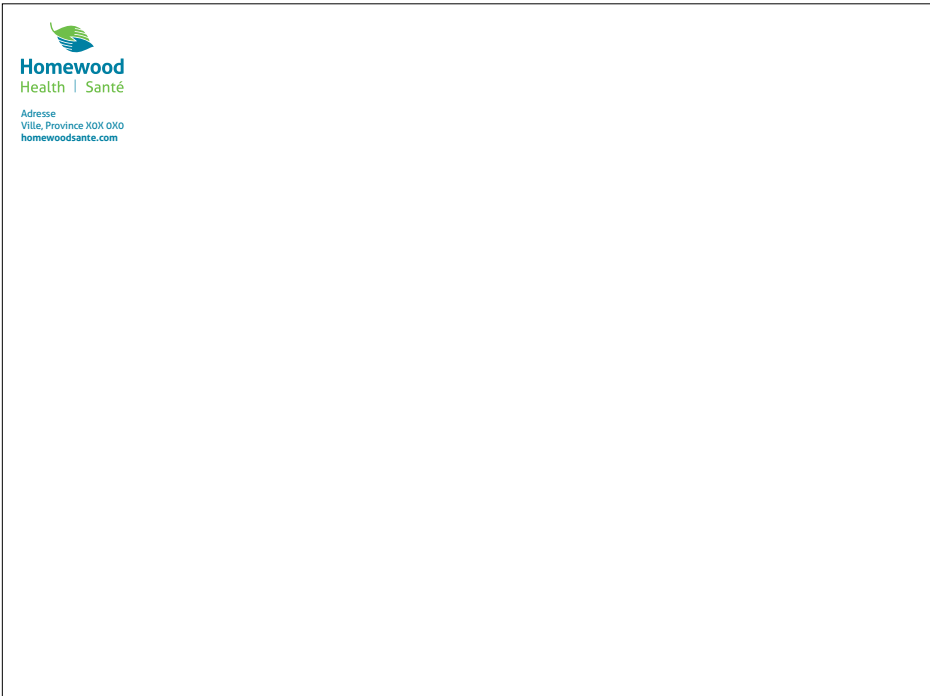 Homewood
Health | Santé
Adresse
Ville, Province X0X 0X0
homewoodsante.com